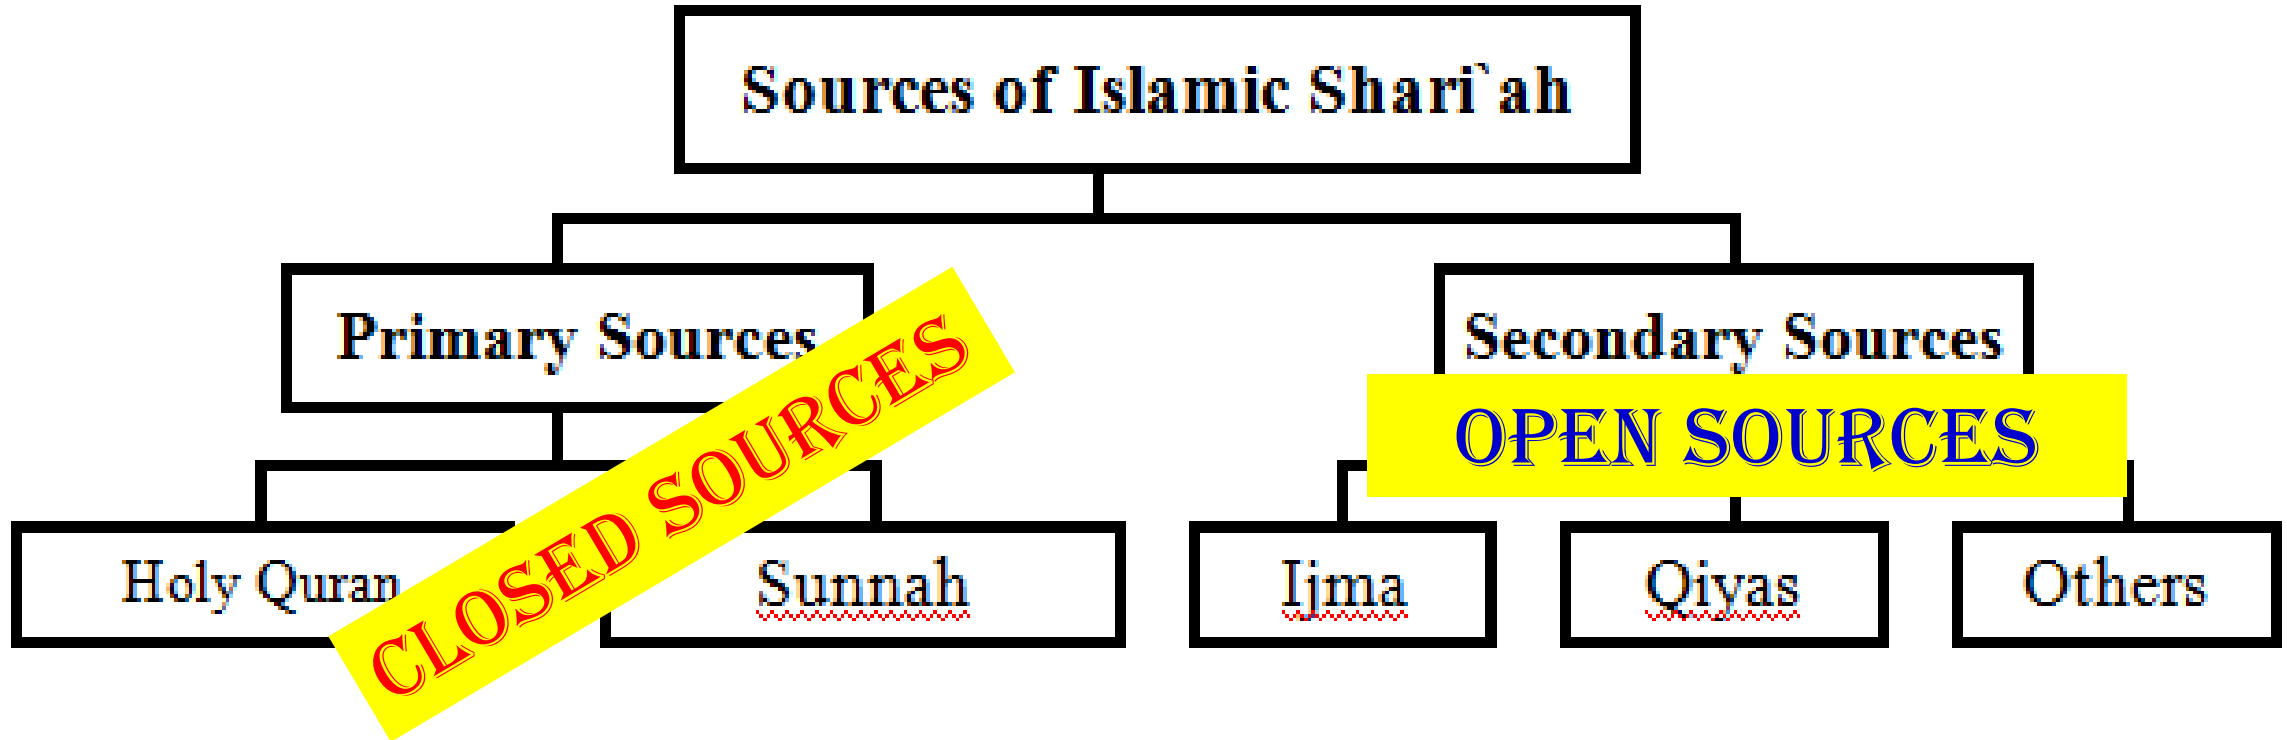 Sources of Islamic Shari`ah
Primary Sources
Secondary Sources
CLOSED SOURCES
OPEN SOURCES
Holy Quran
Sunnah
Ijma
Qiyas
Others